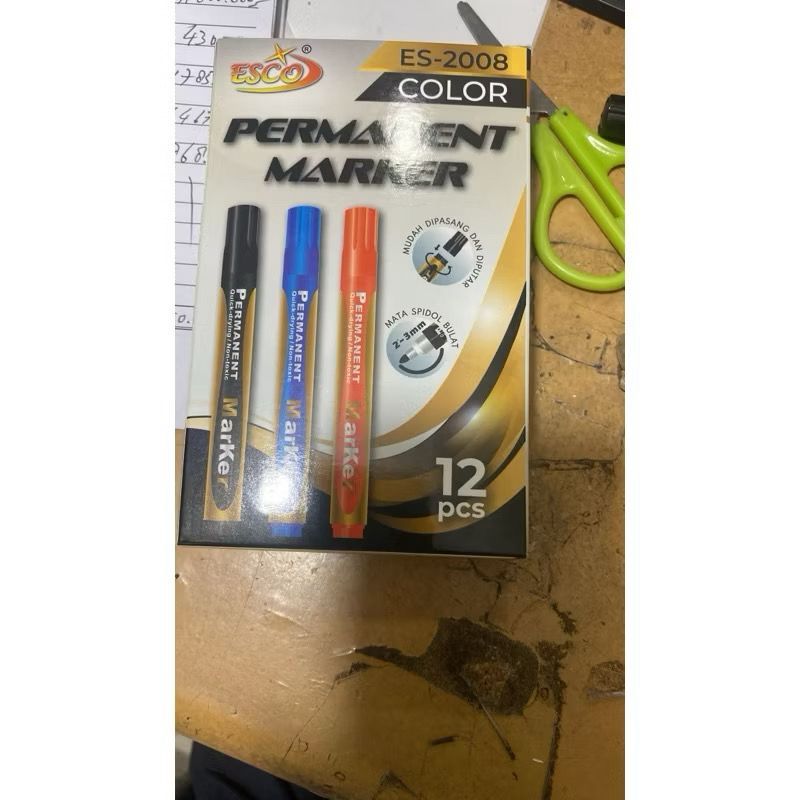 ESCO®
ES-2008
COLOR
PERMANENT
MARKER
MUDAH DIPASANG DAN DIPUTAR
MATA SPIDOL BULAT
2-3mm
PERMANENT
Quick-drying/Non-toxic
MarKer
PERMANENT
Quick-drying/Non-toxic
MarKer
PERMANENT
Quick-drying/Non-toxic
MarKer
12
pcs